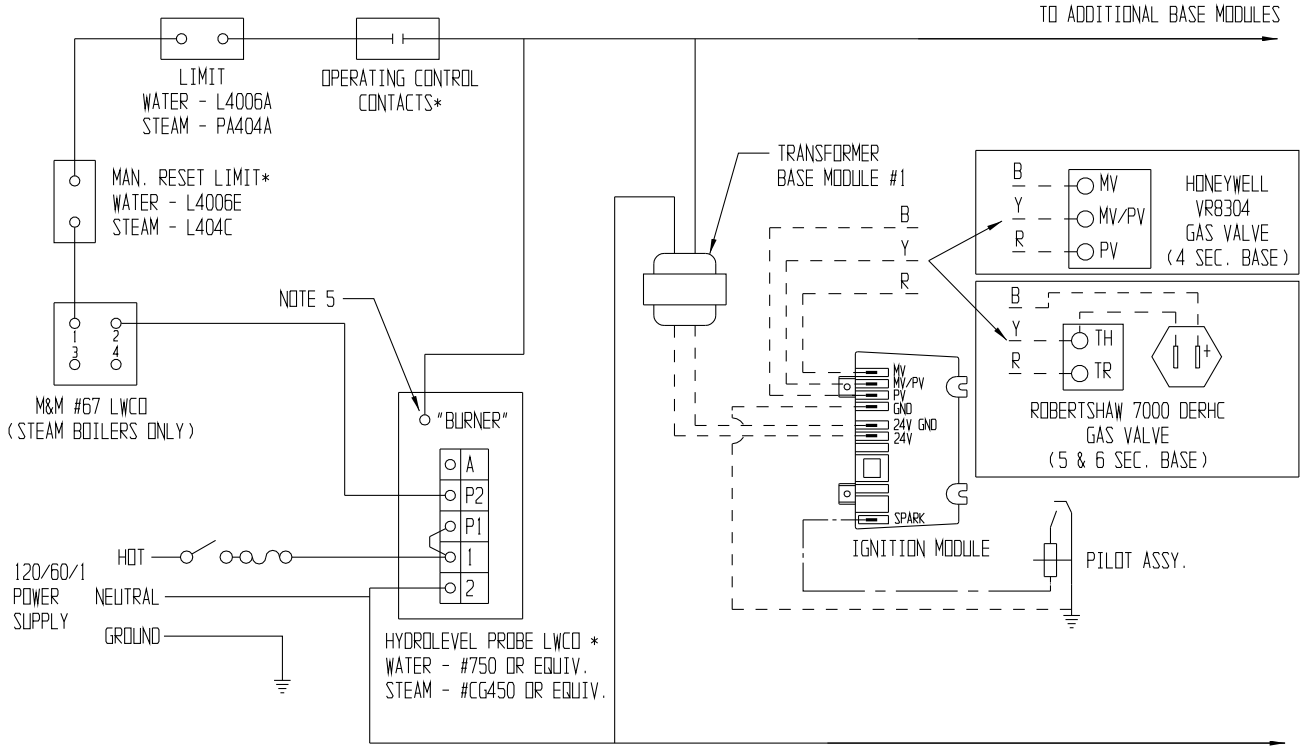 TO ADDITIONAL BASE MODULES
LIMIT
WATER - L4006A
STEAM - PA404A
OPERATING CONTROL
CONTACTS*
MAN. RESET LIMIT*
WATER - L4006E
STEAM - L404C
TRANSFORMER
BASE MODULE #1
B
Y
R
B
Y
R
MV
MV/PV
PV
HONEYWELL
VR8304
GAS VALVE
(4 SEC. BASE)
B
Y
R
TH
TR
+
ROBERTSHAW 7000 DERHC
GAS VALVE
(5 & 6 SEC. BASE)
NOTE 5
1
2
3
4
M&M #67 LWCO
(STEAM BOILERS ONLY)
"BURNER"
A
P2
P1
1
2
MV
MV/PV
PV
GND
24V GND
24V
SPARK
IGNITION MODULE
PILOT ASSY.
120/60/1
POWER
SUPPLY
HOT
NEUTRAL
GROUND
HYDROLEVEL PROBE LWCO *
WATER - #750 OR EQUIV.
STEAM - #CG450 OR EQUIV.